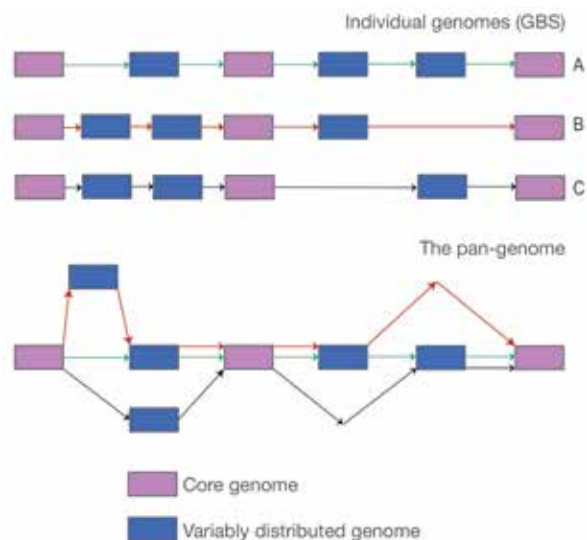 Individual genomes (GBS)
A
B
C
The pan-genome
Core genome
Variably distributed genome